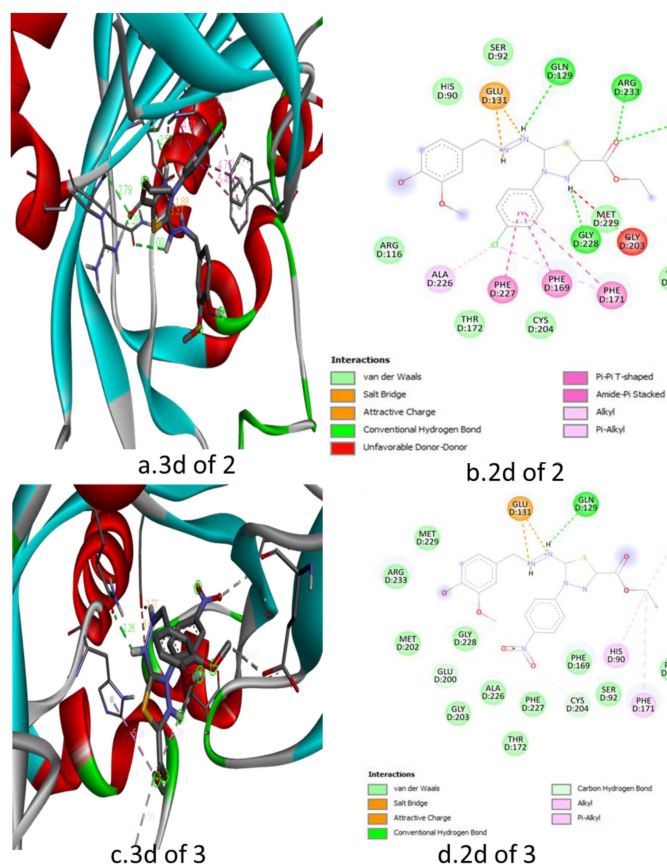 SER
D:92
HIS
D:90
GLU
D:131
GLN
D:129
ARG
D:233
H
N
N
H
N
N
H
O
O
O
O
Cl
ARG
D:116
ALA
D:226
PHE
D:227
PHE
D:169
PHE
D:171
GLY
D:228
MET
D:229
GLY
D:203
THR
D:172
CYS
D:204
Interactions
van der Waals
Salt Bridge
Attractive Charge
Conventional Hydrogen Bond
Unfavorable Donor-Donor
Pi-Pi T-shaped
Amide-Pi Stacked
Alkyl
Pi-Alkyl
a.3d of 2
b.2d of 2
GLU
D:131
GLN
D:129
MET
D:229
ARG
D:233
MET
D:202
GLY
D:228
GLU
D:200
GLY
D:203
ALA
D:226
PHE
D:227
THR
D:172
PHE
D:169
CYS
D:204
SER
D:92
HIS
D:90
PHE
D:171
Interactions
van der Waals
Salt Bridge
Attractive Charge
Conventional Hydrogen Bond
Carbon Hydrogen Bond
Alkyl
Pi-Alkyl
c.3d of 3
d.2d of 3